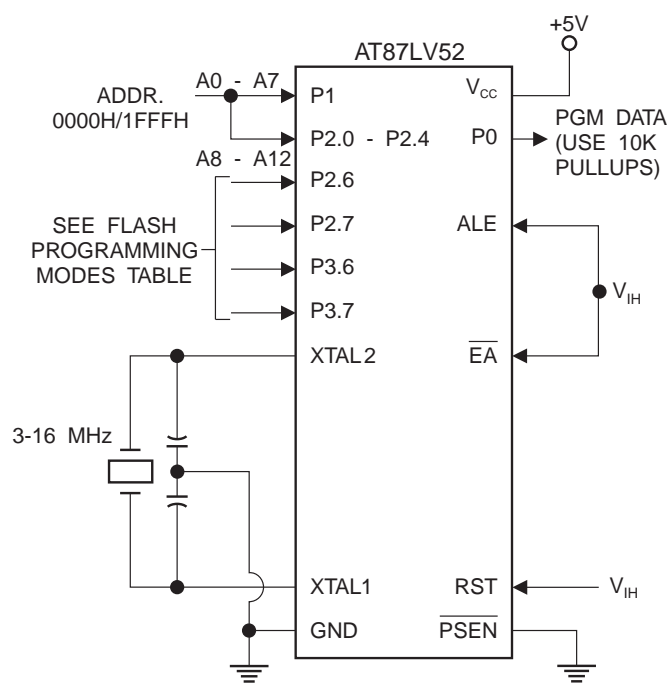 +5V
AT87LV52
A0 - A7
ADDR.
0000H/1FFFH
P1
VCC
P2.0 - P2.4
P0
PGM DATA
(USE 10K
PULLUPS)
A8 - A12
P2.6
SEE FLASH
PROGRAMMING
MODES TABLE
P2.7
ALE
P3.6
VIH
P3.7
XTAL2
EA
3-16 MHz
XTAL1
RST
VIH
GND
PSEN